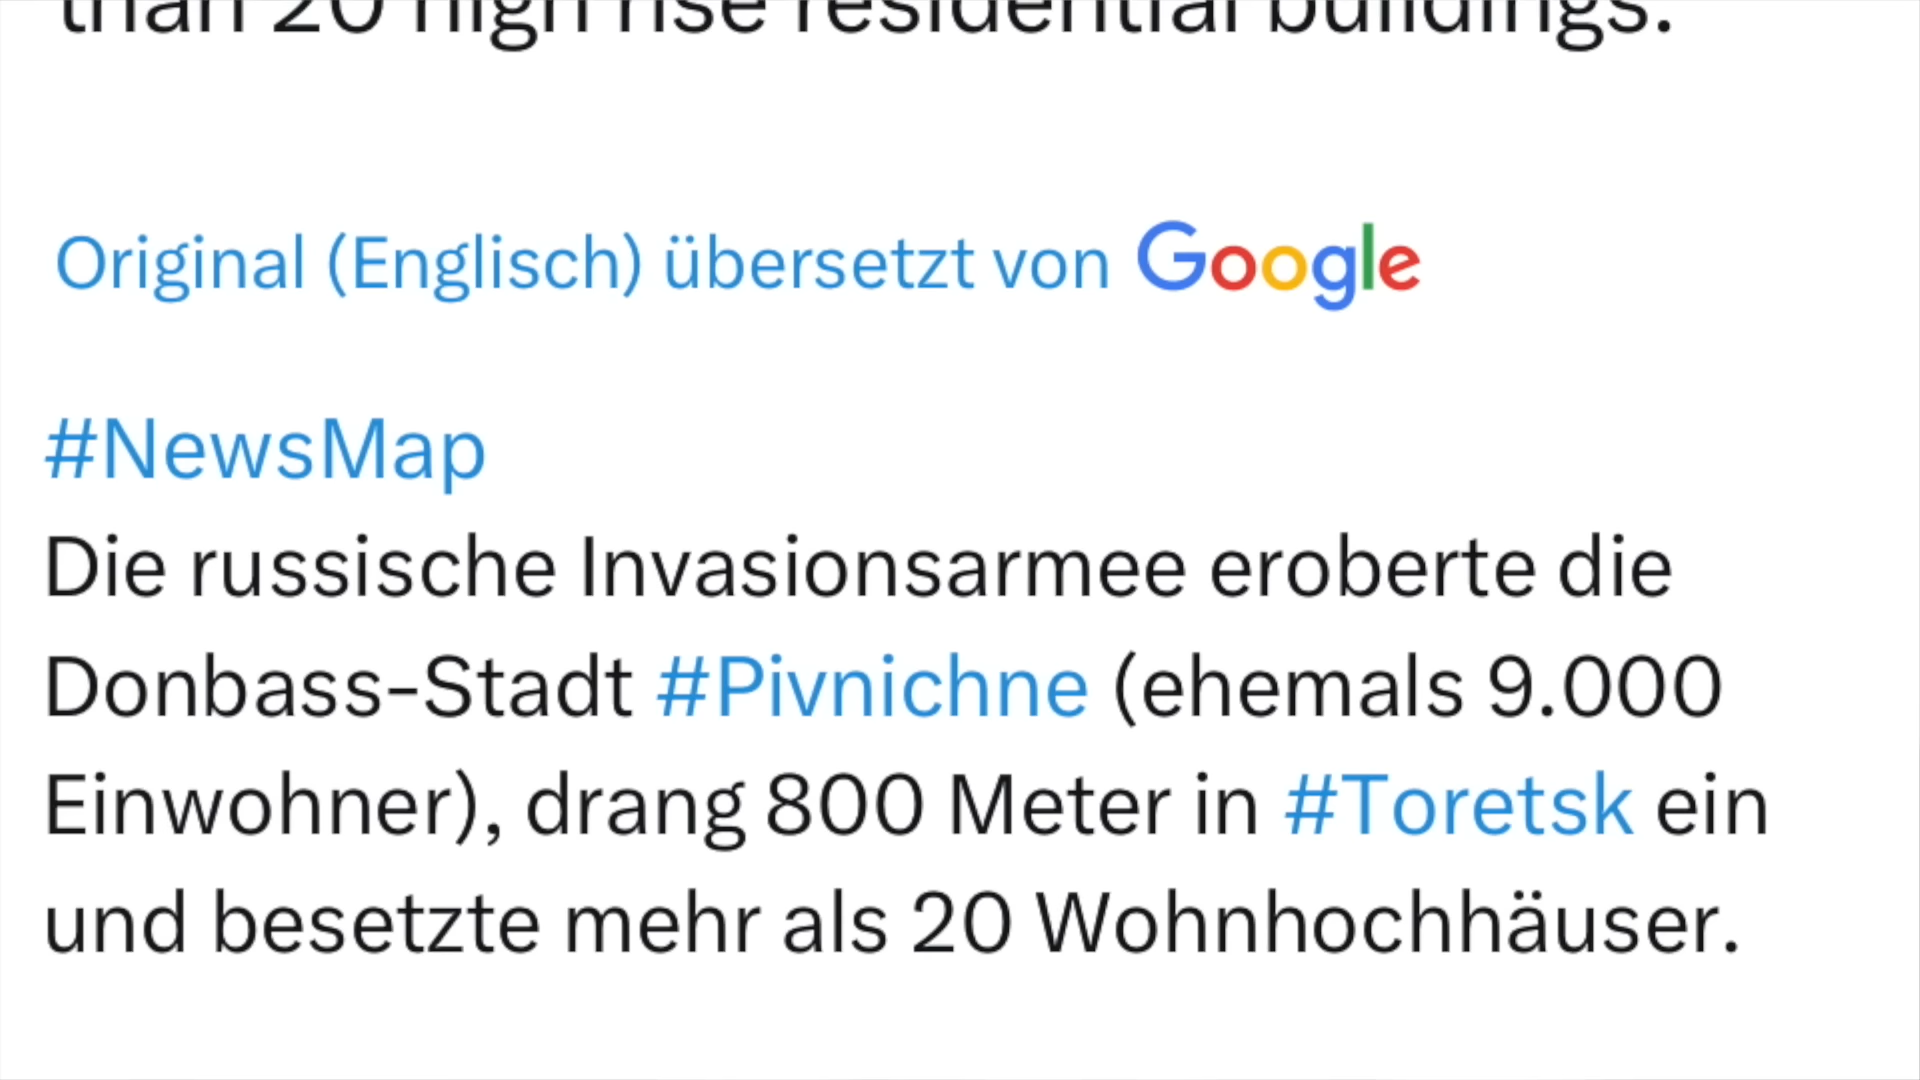 than 20 high rise residential buildings.
Original (Englisch) übersetzt von Google
#NewsMap
Die russische Invasionsarmee eroberte die
Donbass-Stadt #Pivnichne (ehemals 9.000
Einwohner), drang 800 Meter in #Toretsk ein
und besetzte mehr als 20 Wohnhochhäuser.